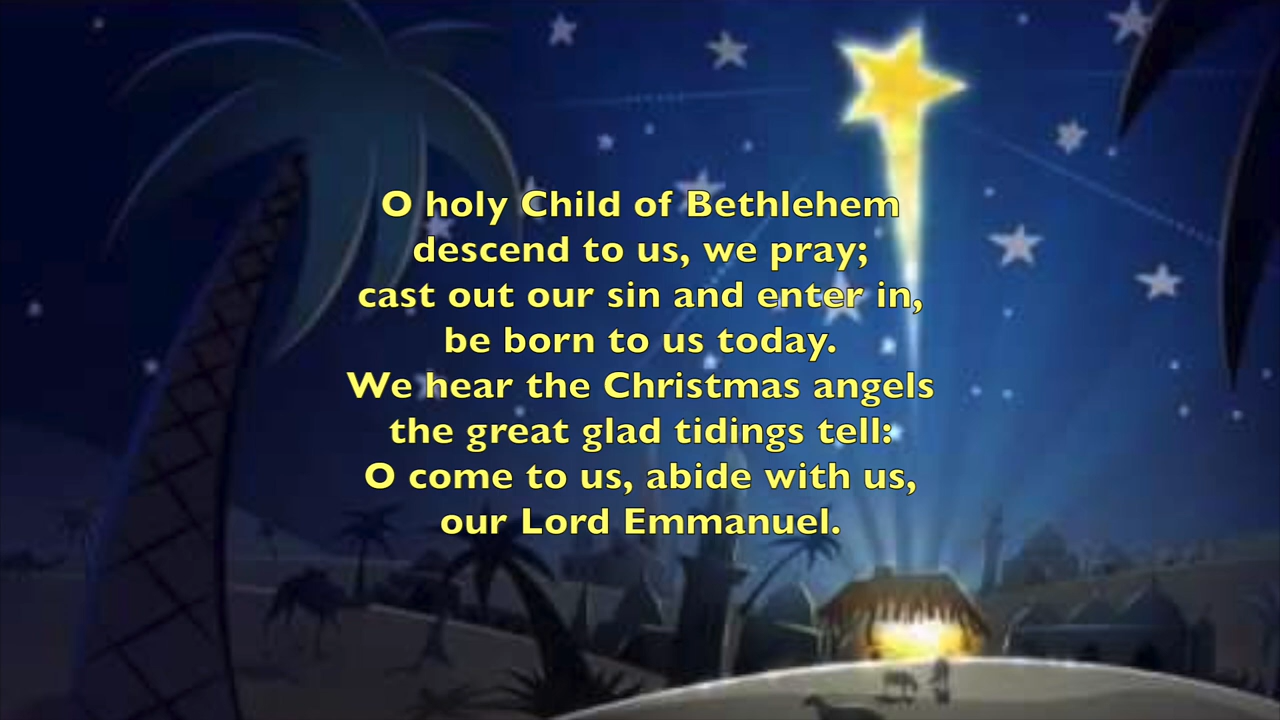 O holy Child of Bethlehem
descend to us, we pray;
cast out our sin and enter in,
be born to us today.
We hear the Christmas angels
the great glad tidings tell:
O come to us, abide with us,
our Lord Emmanuel.